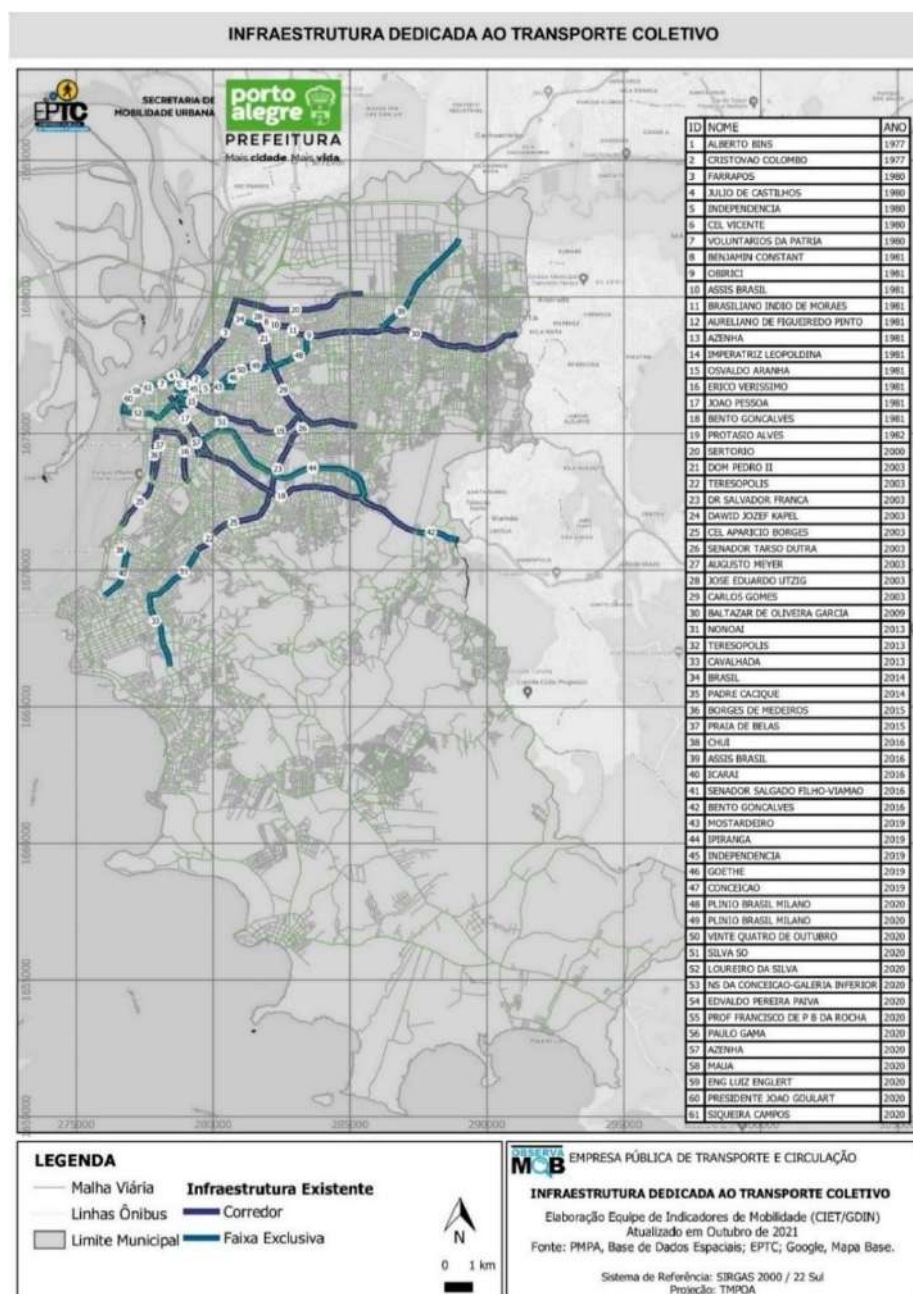 INFRAESTRUTURA DEDICADA AO TRANSPORTE COLETIVO
EPTC
SECRETARIA DE
MOBILIDADE URBANA
porto
alegre
PREFEITURA
Mais cidade Mais vida
ID NOME ANO
1 ALBERTO BINS 1977
2 CRISTOVAO COLOMBO 1977
3 FARRAPOS 1980
4 JULIO DE CASTILHOS 1980
5 INDEPENDENCIA 1980
6 CEL VICENTE 1980
7 VOLUNTARIOS DA PATRIA 1980
8 BENJAMIN CONSTANT 1981
9 OBIRICI 1981
10 ASSIS BRASIL 1981
11 BRASILIANO INDIO DE MORAES 1981
12 AURELIANO DE FIGUEIREDO PINTO 1981
13 AZENHA 1981
14 IMPERATRIZ LEOPOLDINA 1981
15 OSVALDO ARANHA 1981
16 ERICO VERISSIMO 1981
17 JOAO PESSOA 1981
18 BENTO GONCALVES 1981
19 PROTASIO ALVES 1982
20 SERTORIO 2000
21 DOM PEDRO II 2003
22 TERESOPOLIS 2003
23 DR SALVADOR FRANCA 2003
24 DAWID JOZEF KAPEL 2003
25 CEL APARICIO BORGES 2003
26 SENADOR TARSO DUTRA 2003
27 AUGUSTO MEYER 2003
28 JOSE EDUARDO UTZIG 2003
29 CARLOS GOMES 2003
30 BALTAZAR DE OLIVEIRA GARCIA 2009
31 NONOAI 2013
32 TERESOPOLIS 2013
33 CAVALHADA 2013
34 BRASIL 2014
35 PADRE CACIQUE 2014
36 BORGES DE MEDEIROS 2015
37 PRAIA DE BELAS 2015
38 CHUI 2016
39 ASSIS BRASIL 2016
40 ICARAI 2016
41 SENADOR SALGADO FILHO-VIAMAO 2016
42 BENTO GONCALVES 2016
43 MOSTARDEIRO 2019
44 IPIRANGA 2019
45 INDEPENDENCIA 2019
46 GOETHE 2019
47 CONCEICAO 2019
48 PLINIO BRASIL MILANO 2020
49 PLINIO BRASIL MILANO 2020
50 VINTE QUATRO DE OUTUBRO 2020
51 SILVA SO 2020
52 LOUREIRO DA SILVA 2020
53 NS DA CONCEICAO-GALERIA INFERIOR 2020
54 EDVALDO PEREIRA PAIVA 2020
55 PROF FRANCISCO DE P B DA ROCHA 2020
56 PAULO GAMA 2020
57 AZENHA 2020
58 MAUA 2020
59 ENG LUIZ ENGLERT 2020
60 PRESIDENTE JOAO GOULART 2020
61 SIQUEIRA CAMPOS 2020
275000 280000 285000 290000
LEGENDA
Malha Viária
Linhas Ônibus
Limite Municipal
Infraestrutura Existente
Corredor
Faixa Exclusiva
N
0 1 km
OBSERVA
MOB
EMPRESA PÚBLICA DE TRANSPORTE E CIRCULAÇÃO
INFRAESTRUTURA DEDICADA AO TRANSPORTE COLETIVO
Elaboração Equipe de Indicadores de Mobilidade (CIET/GDIN)
Atualizado em Outubro de 2021
Fonte: PMPA, Base de Dados Espaciais; EPTC; Google, Mapa Base.
Sistema de Referência: SIRGAS 2000 / 22 Sul
Projeção: TMPOA